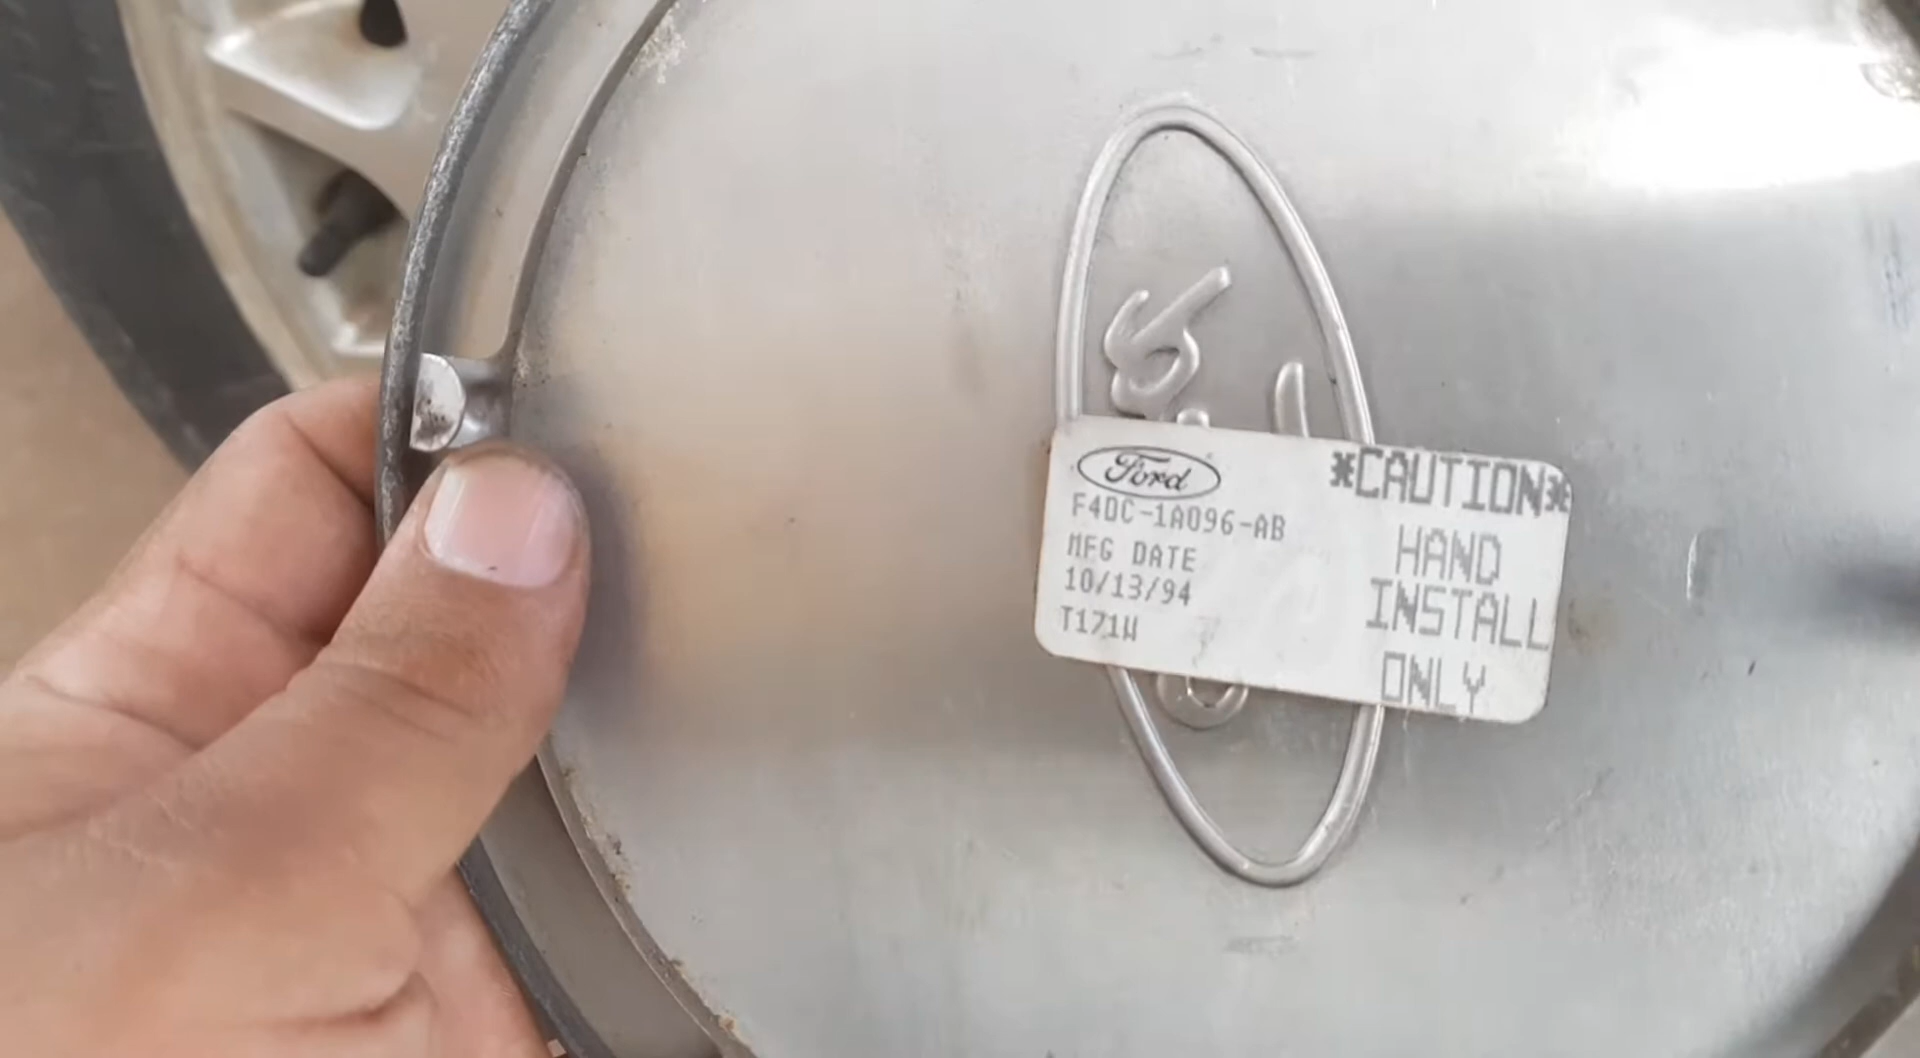 Ford
F4DC-1A096-AB
MFG DATE
10/13/94
T171W
*CAUTION*
HAND
INSTALL
ONLY